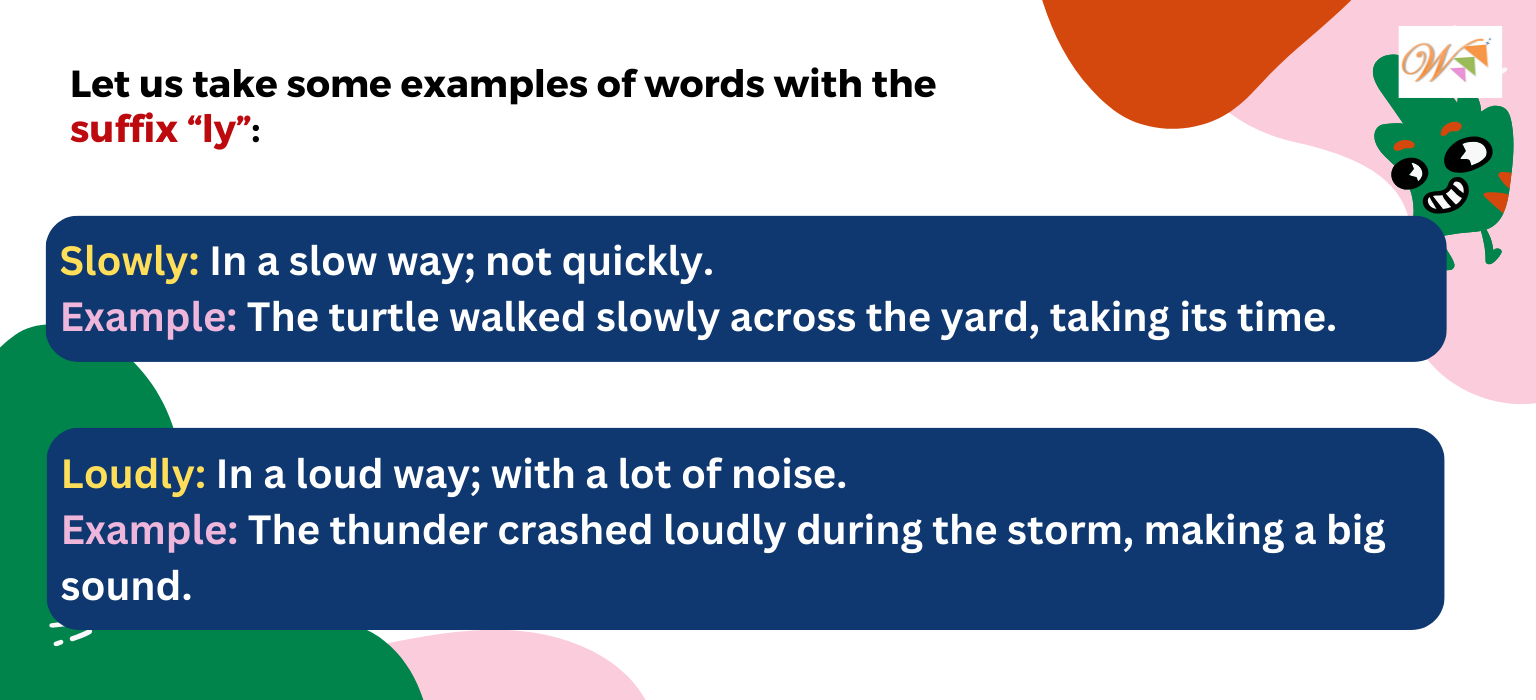 Let us take some examples of words with the
suffix “ly”:
W
Slowly: In a slow way; not quickly.
Example: The turtle walked slowly across the yard, taking its time.
Loudly: In a loud way; with a lot of noise.
Example: The thunder crashed loudly during the storm, making a big
sound.